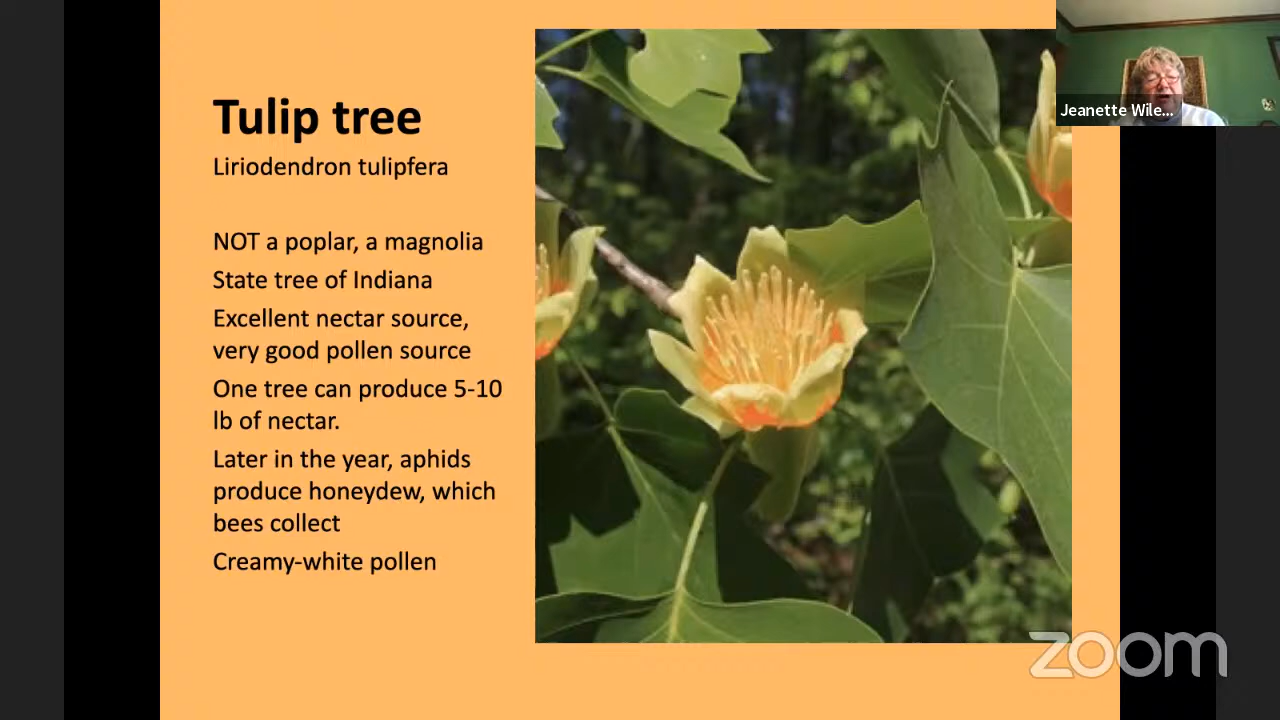 Tulip tree
Liriodendron tulipfera
NOT a poplar, a magnolia
State tree of Indiana
Excellent nectar source,
very good pollen source
One tree can produce 5-10
lb of nectar.
Later in the year, aphids
produce honeydew, which
bees collect
Creamy-white pollen
Jeanette Wile...
zoom